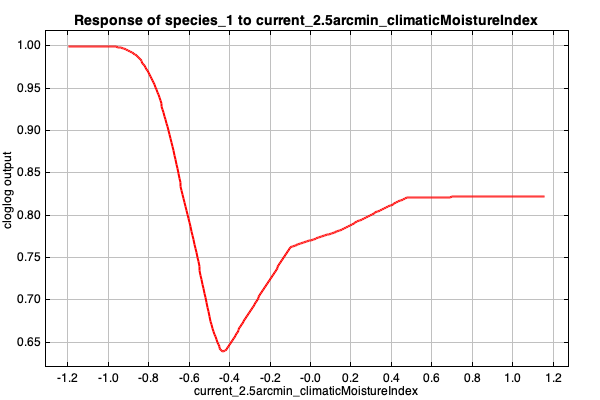 Response of species_1 to current_2.5arcmin_climaticMoistureIndex
1.00
0.95
0.90
0.85
0.80
0.75
0.70
0.65
cloglog output
-1.2 -1.0 -0.8 -0.6 -0.4 -0.2 -0.0 0.2 0.4 0.6 0.8 1.0 1.2
current_2.5arcmin_climaticMoistureIndex